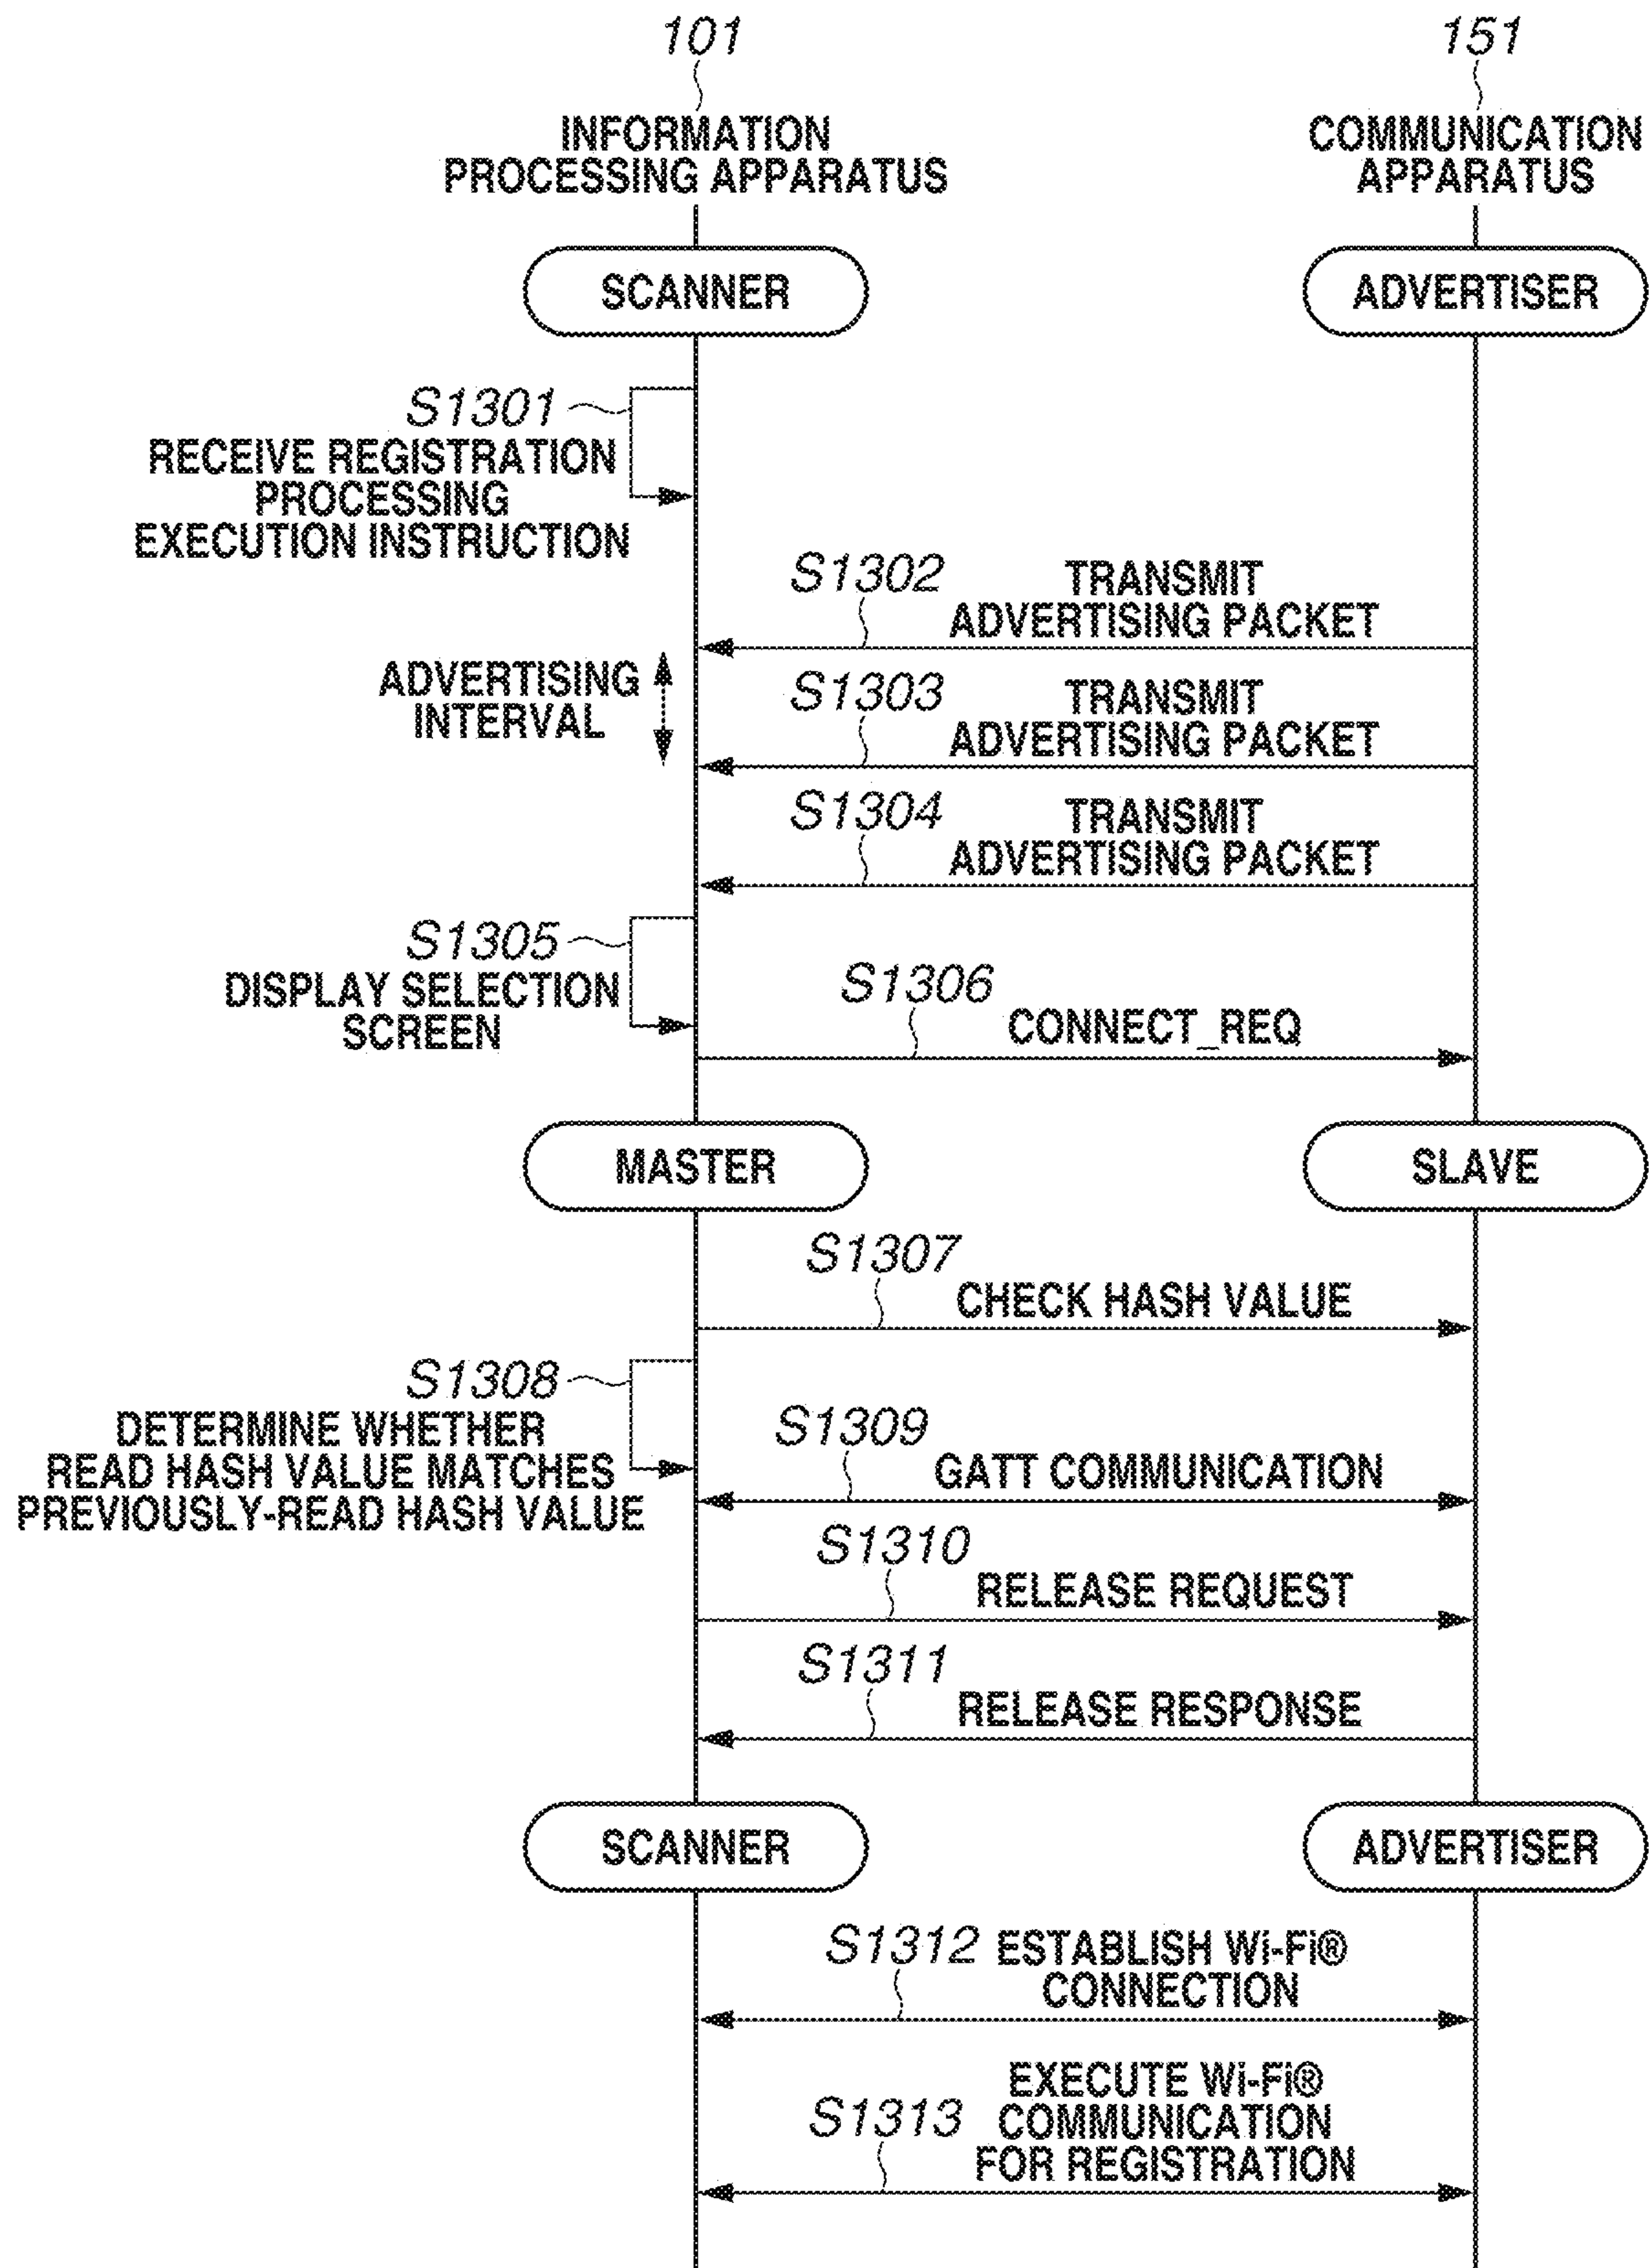 101
151
INFORMATION
PROCESSING APPARATUS
COMMUNICATION
APPARATUS
SCANNER
ADVERTISER
S1301
RECEIVE REGISTRATION
PROCESSING
EXECUTION INSTRUCTION
S1302
TRANSMIT
ADVERTISING PACKET
ADVERTISING
INTERVAL
S1303
TRANSMIT
ADVERTISING PACKET
S1304
TRANSMIT
ADVERTISING PACKET
S1305
DISPLAY SELECTION
SCREEN
S1306
CONNECT_REQ
MASTER
SLAVE
S1307
CHECK HASH VALUE
S1308
DETERMINE WHETHER
READ HASH VALUE MATCHES
PREVIOUSLY-READ HASH VALUE
S1309
GATT COMMUNICATION
S1310
RELEASE REQUEST
S1311
RELEASE RESPONSE
SCANNER
ADVERTISER
S1312
ESTABLISH Wi-Fi®
CONNECTION
S1313
EXECUTE Wi-Fi®
COMMUNICATION
FOR REGISTRATION